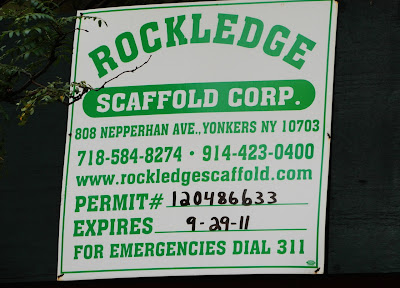 ROCKLEDGE
SCAFFOLD CORP.
808 NEPPERHAN AVE., YONKERS NY 10703
718-584-8274 • 914-423-0400
www.rockledgescaffold.com
PERMIT# 120486633
EXPIRES 9-29-11
FOR EMERGENCIES DIAL 311